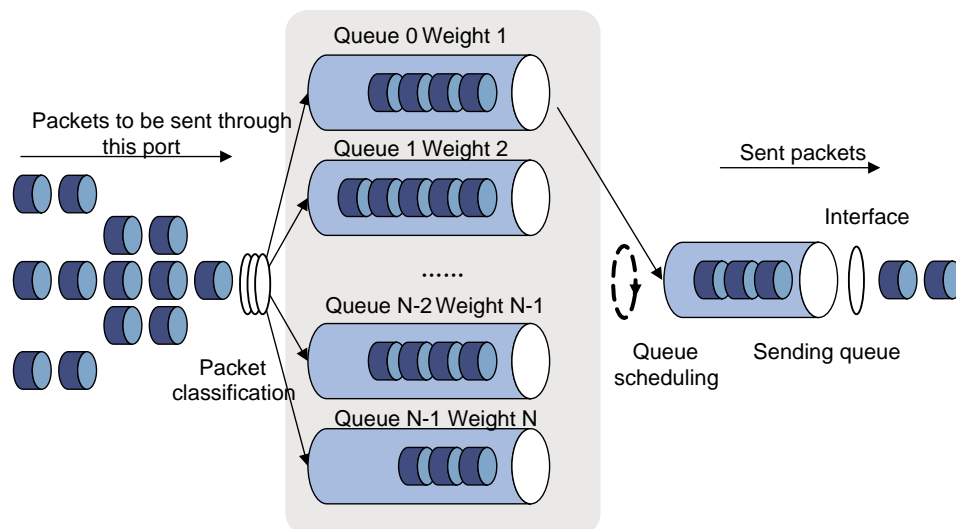 Queue 0 Weight 1
Packets to be sent through
this port
Queue 1 Weight 2
Sent packets
Interface
......
Queue N-2 Weight N-1
Queue
scheduling
Sending queue
Packet
classification
Queue N-1 Weight N